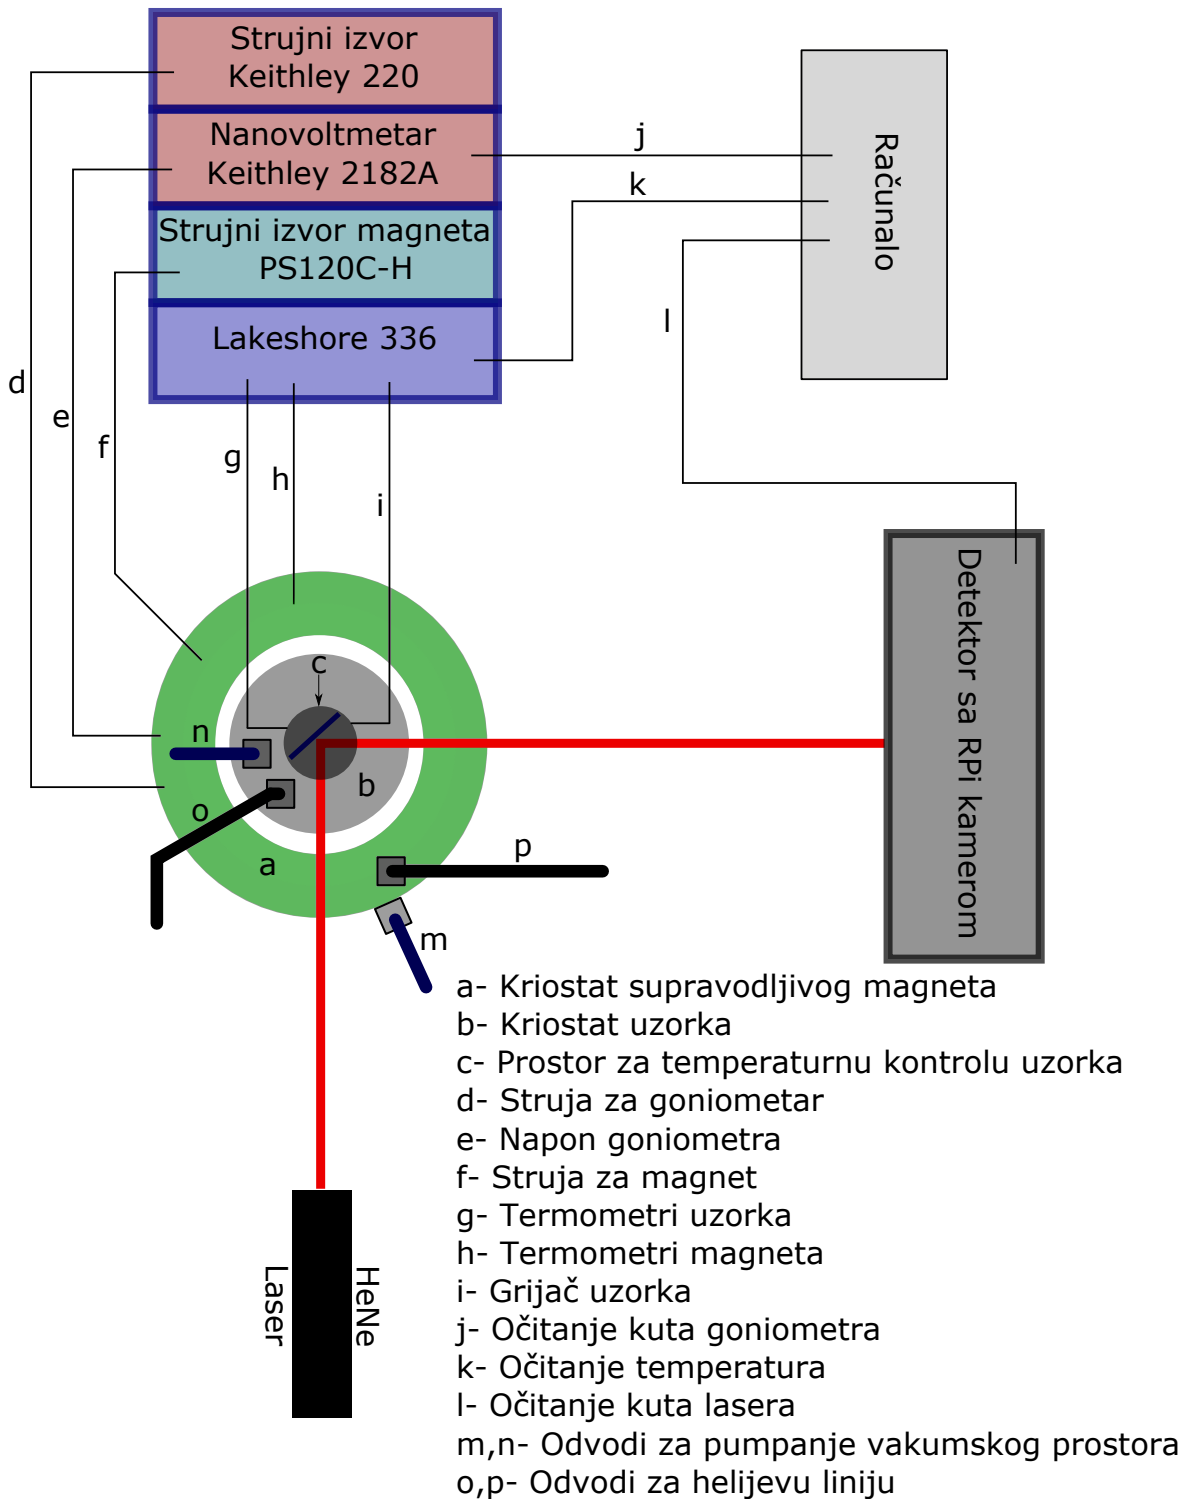 Strujni izvor
Keithley 220
Nanovoltmetar
Keithley 2182A
Strujni izvor magneta
PS120C-H
Lakeshore 336
Računalo
j
k
l
d
e
f
g
h
i
Detektor sa RPi kamerom
c
n
b
o
a
p
m
HeNe
Laser
a- Kriostat supravodljivog magneta
b- Kriostat uzorka
c- Prostor za temperaturnu kontrolu uzorka
d- Struja za goniometar
e- Napon goniometra
f- Struja za magnet
g- Termometri uzorka
h- Termometri magneta
i- Grijač uzorka
j- Očitanje kuta goniometra
k- Očitanje temperatura
l- Očitanje kuta lasera
m,n- Odvodi za pumpanje vakumskog prostora
o,p- Odvodi za helijevu liniju